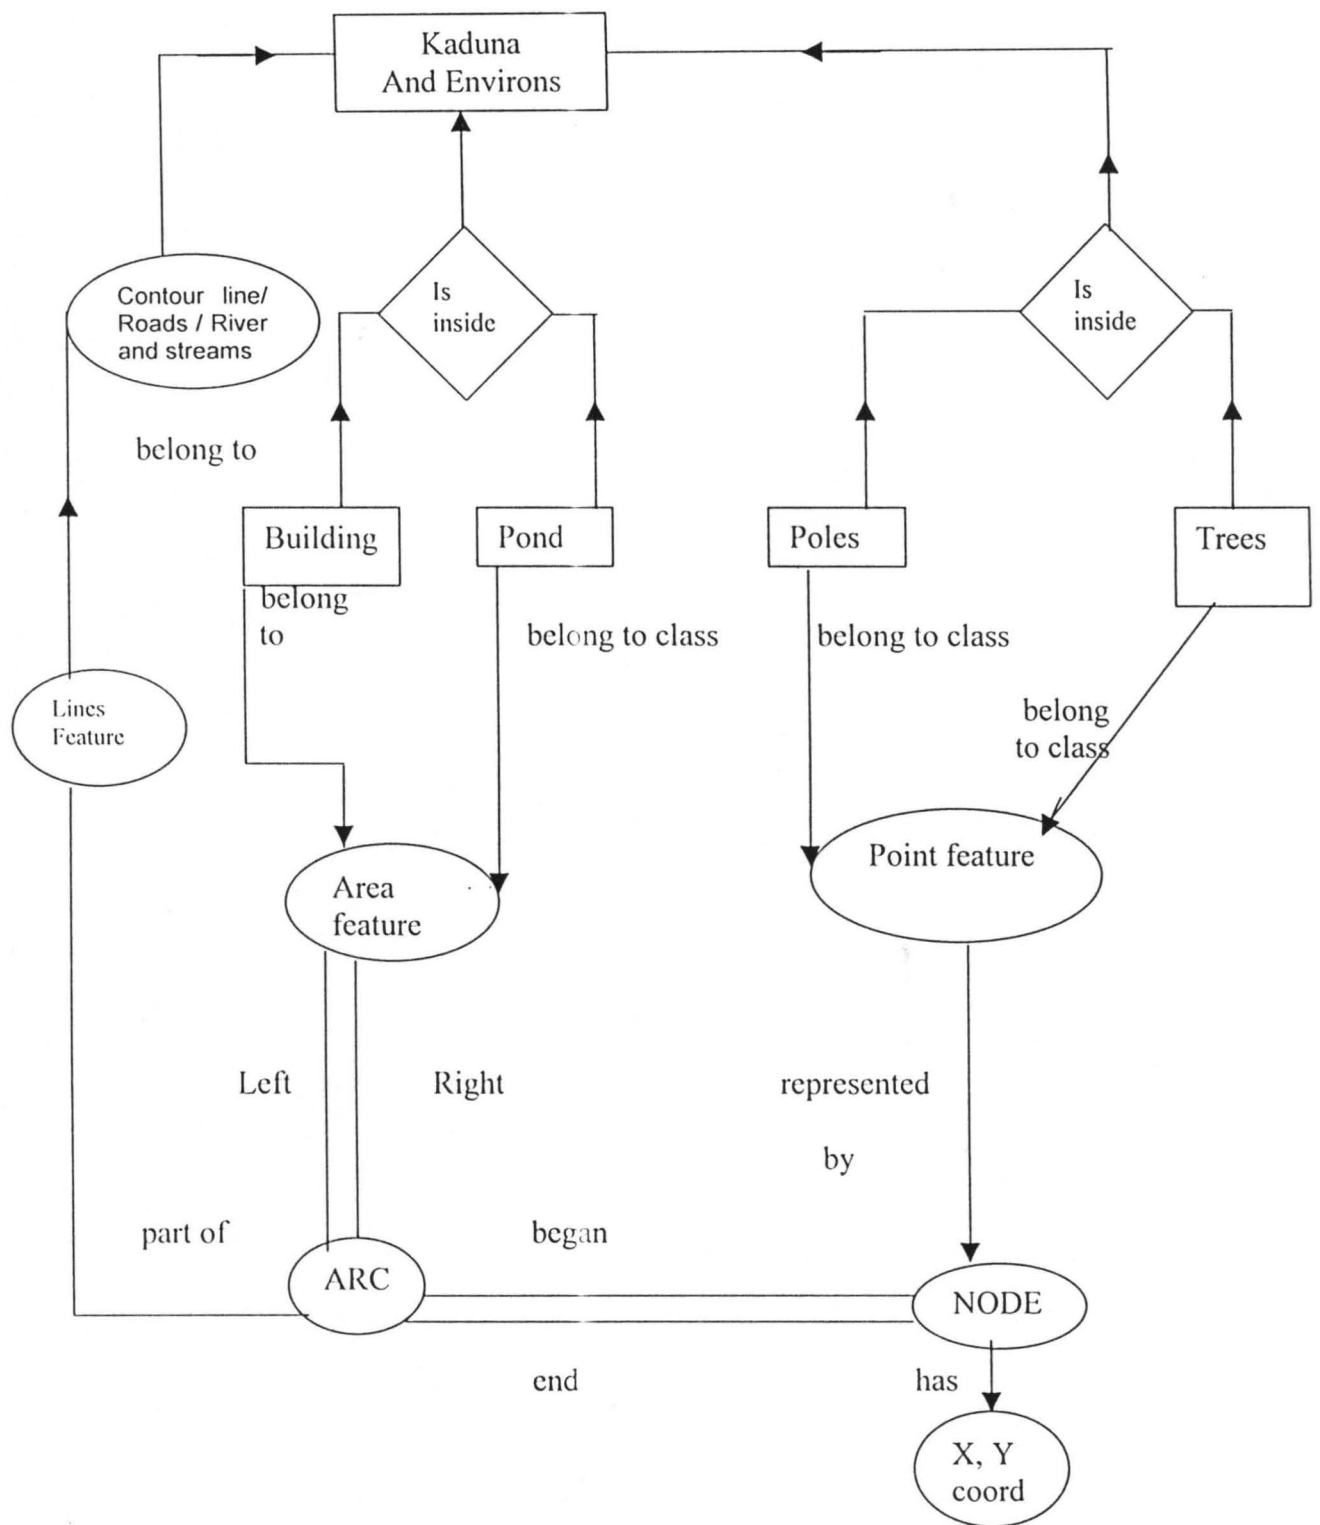 Kaduna
And Environs
Contour line/
Roads / River
and streams
Is
inside
Is
inside
belong to
Building
Pond
Poles
Trees
belong
to
belong to class
belong to class
Lines
Feature
belong
to class
Area
feature
Point feature
Left
Right
represented
by
part of
began
ARC
NODE
end
has
X, Y
coord